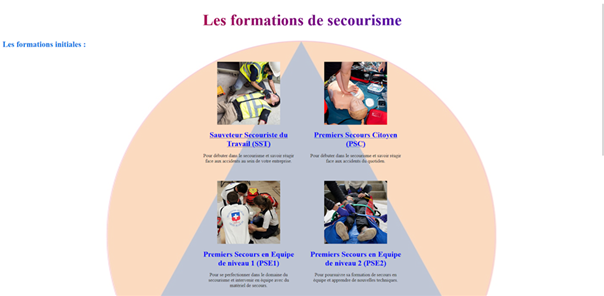 Les formations de secourisme
Les formations initiales :
Sauveteur Secouriste du
Travail (SST)
Pour débuter dans le secourisme et savoir réagir
face aux accidents au sein de votre entreprise.
Premiers Secours Citoyen
(PSC)
Pour débuter dans le secourisme et savoir réagir
face aux accidents du quotidien.
Premiers Secours en Equipe
de niveau 1 (PSE1)
Pour se perfectionner dans le domaine du
secourisme et intervenir en équipe avec du
matériel de secours.
Premiers Secours en Equipe
de niveau 2 (PSE2)
Pour poursuivre sa formation de secours en
équipe et apprendre de nouvelles techniques.